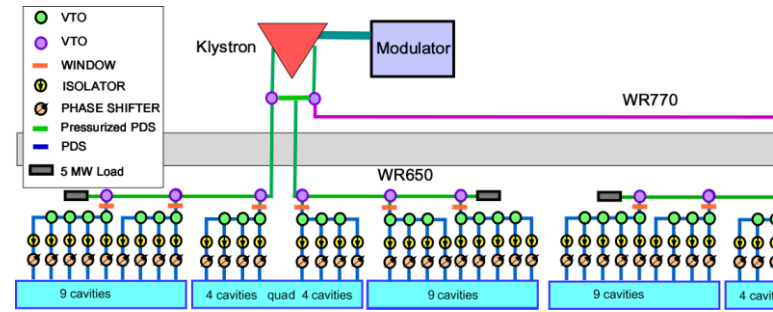 VTO
VTO
WINDOW
ISOLATOR
PHASE SHIFTER
Pressurized PDS
PDS
5 MW Load
Klystron
Modulator
WR770
WR650
9 cavities
4 cavities quad 4 cavities
9 cavities
9 cavities
4 cavit